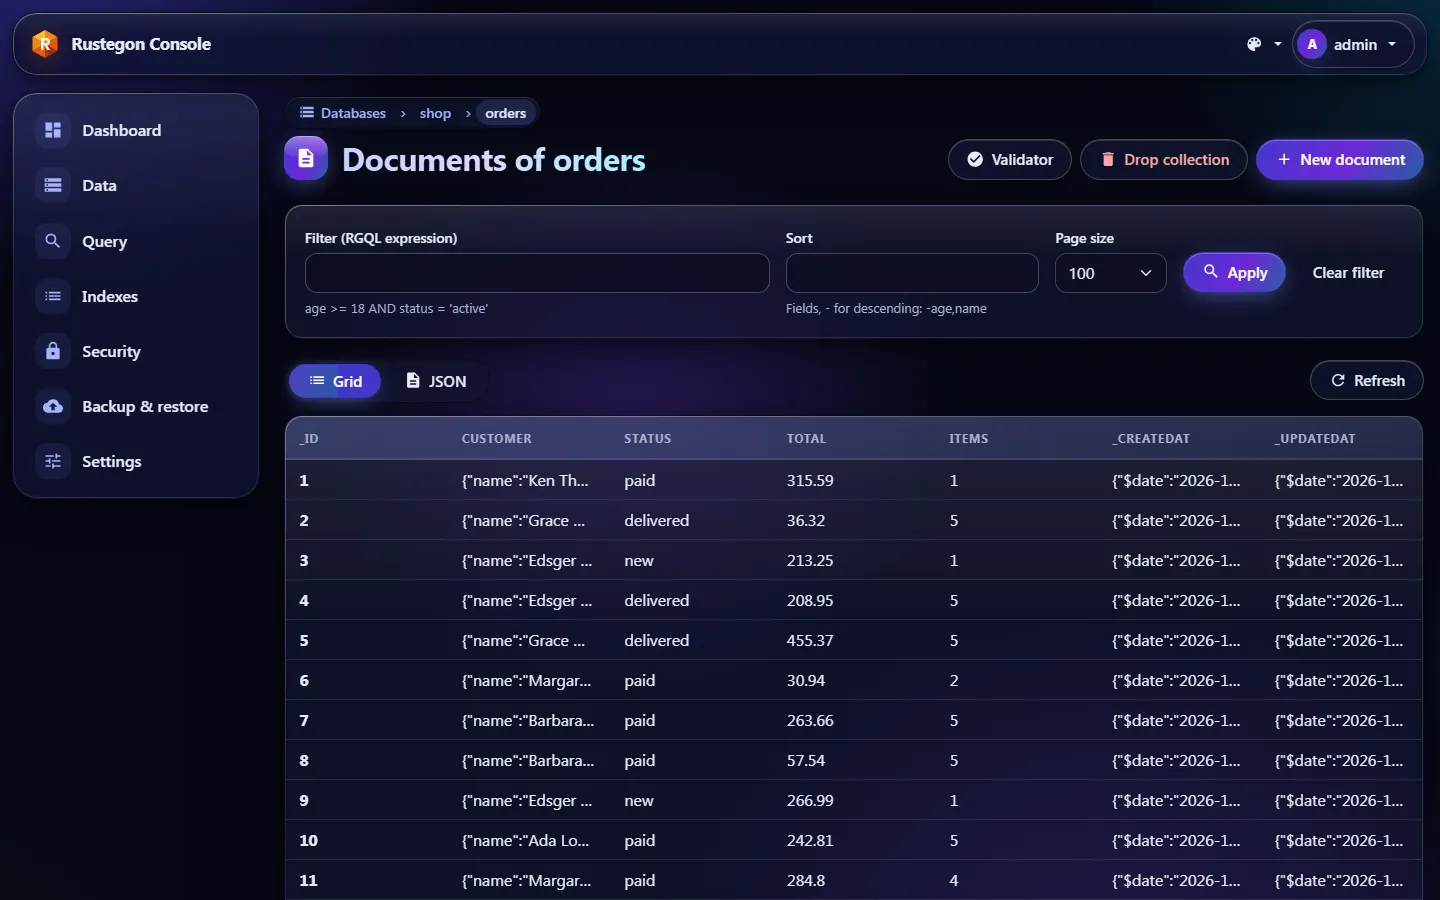 R Rustegon Console
A admin
Dashboard
Data
Query
Indexes
Security
Backup & restore
Settings
Databases › shop › orders
Documents of orders
Validator
Drop collection
+ New document
Filter (RGQL expression)
age >= 18 AND status = 'active'
Sort
Fields, - for descending: -age,name
Page size
100
Apply
Clear filter
Grid
JSON
Refresh
_ID CUSTOMER STATUS TOTAL ITEMS _CREATEDAT _UPDATEDAT
1 {"name":"Ken Th... paid 315.59 1 {"$date":"2026-1... {"$date":"2026-1...
2 {"name":"Grace ... delivered 36.32 5 {"$date":"2026-1... {"$date":"2026-1...
3 {"name":"Edsger ... new 213.25 1 {"$date":"2026-1... {"$date":"2026-1...
4 {"name":"Edsger ... delivered 208.95 5 {"$date":"2026-1... {"$date":"2026-1...
5 {"name":"Grace ... delivered 455.37 5 {"$date":"2026-1... {"$date":"2026-1...
6 {"name":"Margar... paid 30.94 2 {"$date":"2026-1... {"$date":"2026-1...
7 {"name":"Barbara... paid 263.66 5 {"$date":"2026-1... {"$date":"2026-1...
8 {"name":"Barbara... paid 57.54 5 {"$date":"2026-1... {"$date":"2026-1...
9 {"name":"Edsger ... new 266.99 1 {"$date":"2026-1... {"$date":"2026-1...
10 {"name":"Ada Lo... paid 242.81 5 {"$date":"2026-1... {"$date":"2026-1...
11 {"name":"Margar... paid 284.8 4 {"$date":"2026-1... {"$date":"2026-1...